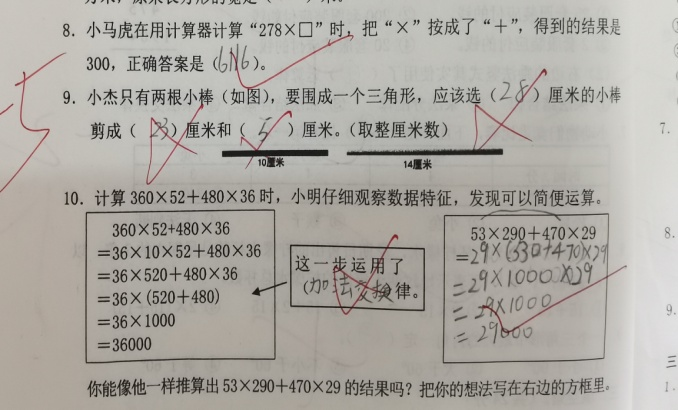 8. 小马虎在用计算器计算“278×□”时，把“×”按成了“+”，得到的结果是
300，正确答案是（6116）。
9. 小杰只有两根小棒（如图），要围成一个三角形，应该选（28）厘米的小棒
剪成（23）厘米和（5）厘米。（取整厘米数）
10厘米
14厘米
10. 计算 360×52+480×36 时，小明仔细观察数据特征，发现可以简便运算。
360×52+480×36
=36×10×52+480×36
=36×520+480×36
=36×(520+480)
=36×1000
=36000
这一步运用了
（加法交换律。
53×290+470×29
=29×(530+470)×29
=29×1000×29
=29×1000
=29000
你能像他一样推算出 53×290+470×29 的结果吗？把你的想法写在右边的方框里。
7.
8.
9.
三
1.